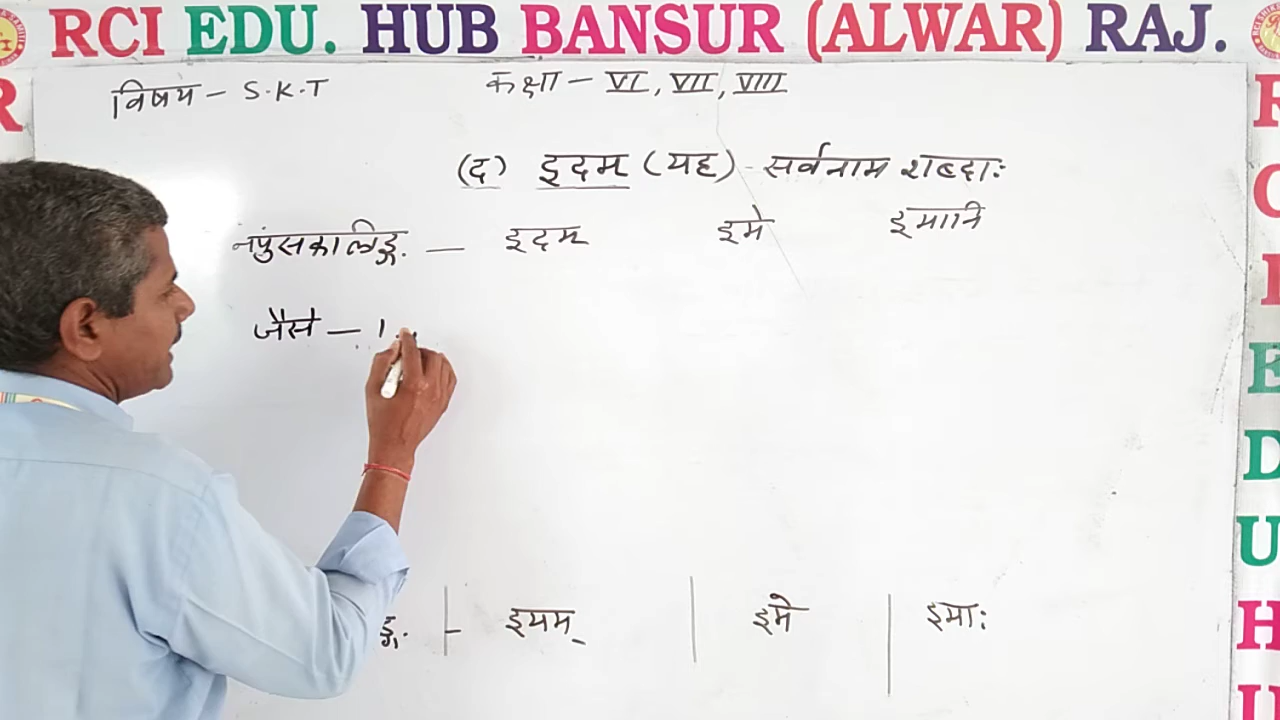 RCI EDU. HUB BANSUR (ALWAR) RAJ.
विषय - S.K.T कक्षा - VI, VII, VIII
(द) इदम (यह) - सर्वनाम शब्दाः
नपुंसकालिङ्ग. - इदम इमे इमानि
जैसे - 1.
ङ्ग. - इयम् इमे इमाः
R
R
C
I
E
D
U
H
U